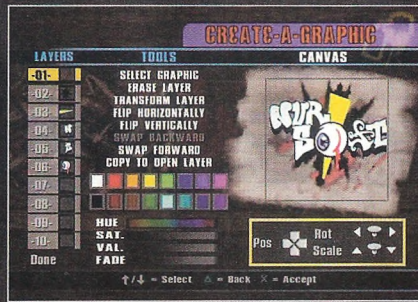 CREATE-A-GRAPHIC
LAYERS TOOLS CANVAS
-01-
-02-
-03-
-04-
-05-
-06-
-07-
-08-
-09-
-10-
Done
SELECT GRAPHIC
ERASE LAYER
TRANSFORM LAYER
FLIP HORIZONTALLY
FLIP VERTICALLY
SWAP BACKWARD
SWAP FORWARD
COPY TO OPEN LAYER
HUE
SAT.
VAL.
FADE
Pos Rot
Scale
↑/↓ = Select △ = Back × = Accept